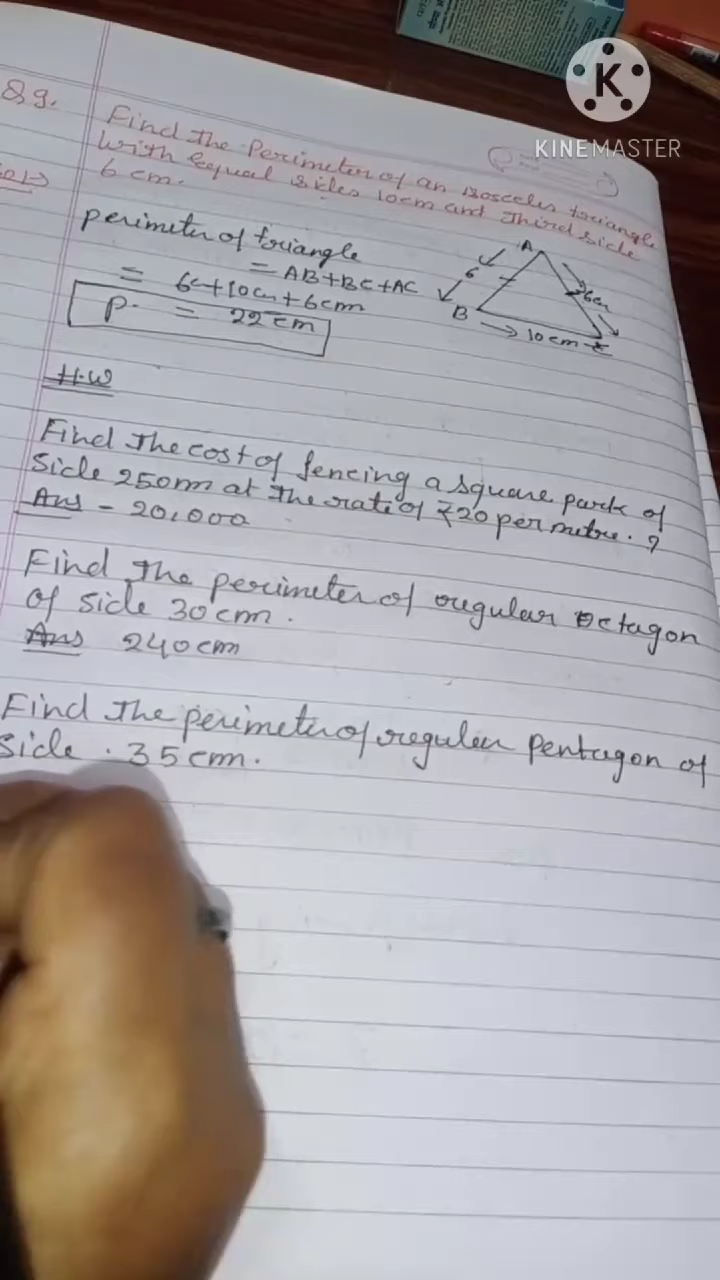 KINEMASTER
Q9. Find the Perimeter of an Isosceles triangle
with equal sides 10cm and Third side
6 cm.
Sol→
perimeter of triangle
= AB+BC+AC
= 6c+10cm+6cm
P. = 22cm
A
6
6cm
B
10cm
H.W
Find The cost of fencing a square park of
Side 250m at the rate of ₹20 per metre. ?
Ans - 20,000
Find The perimeter of regular octagon
of side 30cm.
Ans 240cm
Find The perimeter of regular pentagon of
side . 35cm.